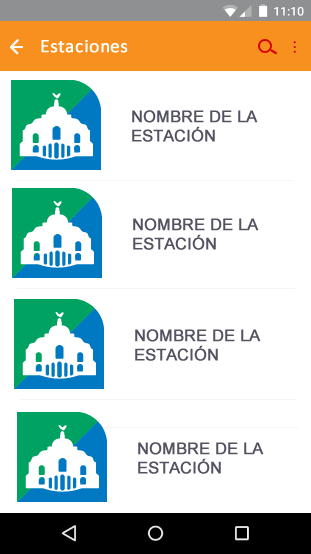 11:10
Estaciones
NOMBRE DE LA
ESTACIÓN
NOMBRE DE LA
ESTACIÓN
NOMBRE DE LA
ESTACIÓN
NOMBRE DE LA
ESTACIÓN